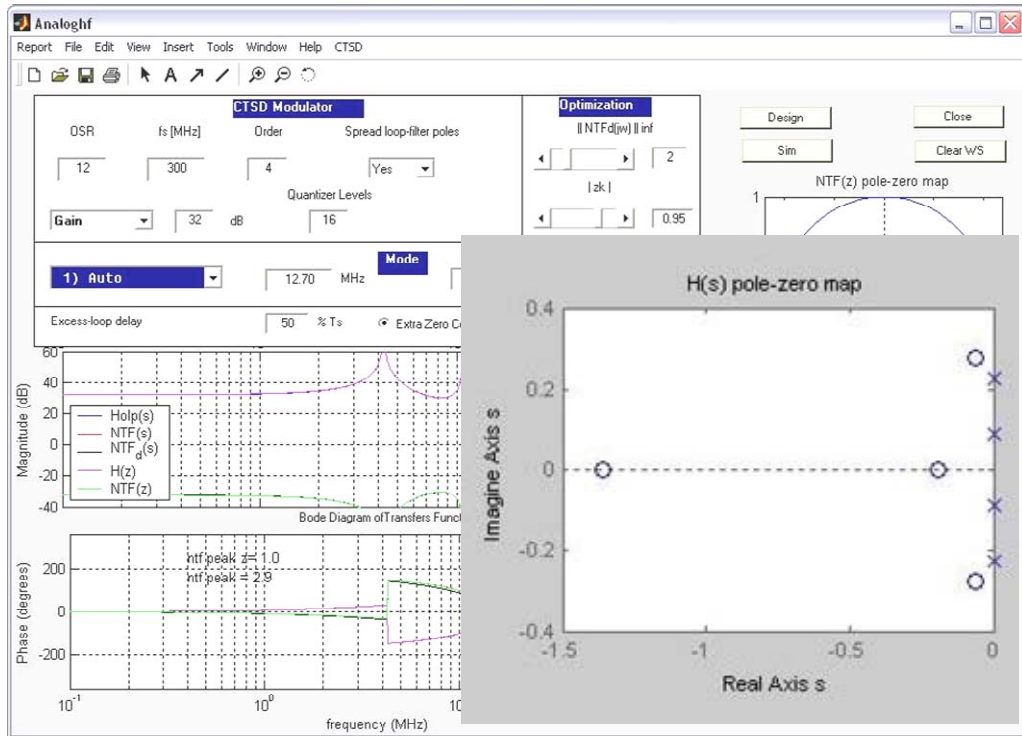 Analoghf
Report File Edit View Insert Tools Window Help CTSD
A
CTSD Modulator
OSR fs [MHz] Order Spread loop-filter poles
12 300 4 Yes
Quantizer Levels
Gain 32 dB 16
Optimization
|| NTFd(jw) || inf
2
| zk |
0.95
Design Close
Sim Clear WS
NTF(z) pole-zero map
1
1) Auto 12.70 MHz Mode
Excess-loop delay 50 % Ts Extra Zero
Magnitude (dB)
60
40
20
0
-20
-40
Holp(s)
NTF(s)
NTFd(s)
H(z)
NTF(z)
Bode Diagram ofTransfers
Phase (degrees)
200
0
-200
ntf peak z= 1.0
ntf peak = 2.9
10-1 100
frequency (MHz)
H(s) pole-zero map
Imagine Axis s
0.4
0.2
0
-0.2
-0.4
-1.5 -1 -0.5 0
Real Axis s